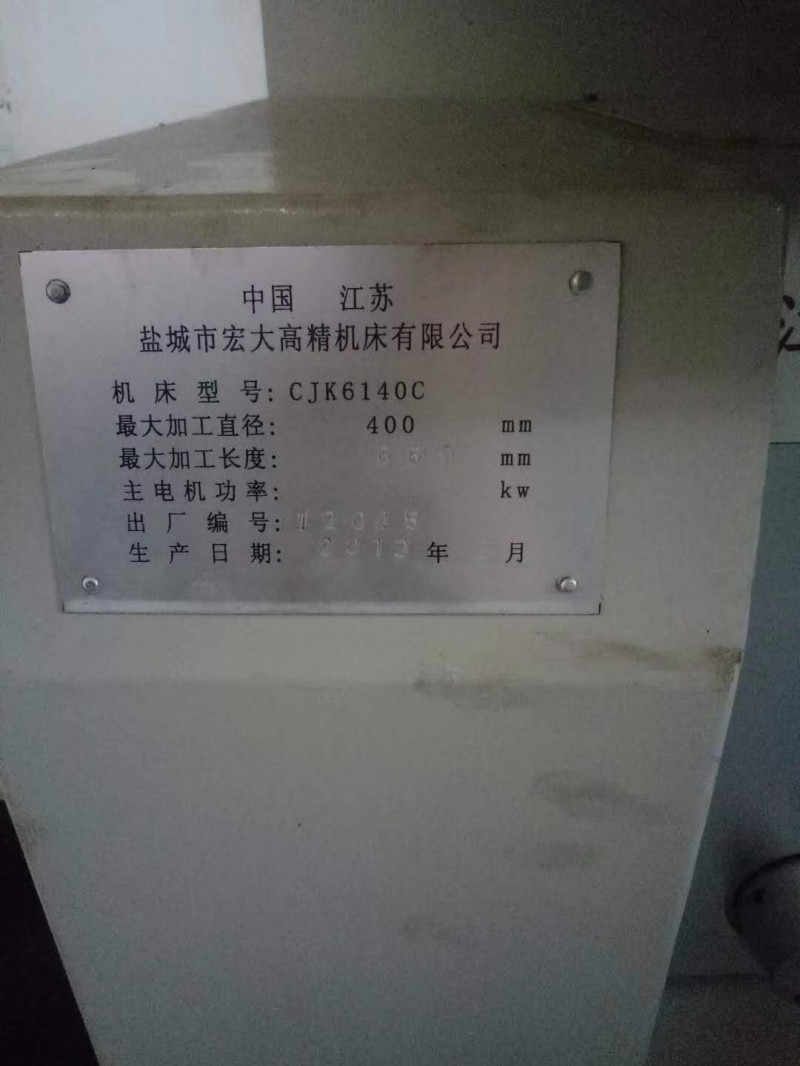 中国 江苏
盐城市宏大高精机床有限公司
机床型号: CJK6140C
最大加工直径: 400 mm
最大加工长度: mm
主电机功率: kw
出厂编号:
生产日期: 2012 年 月